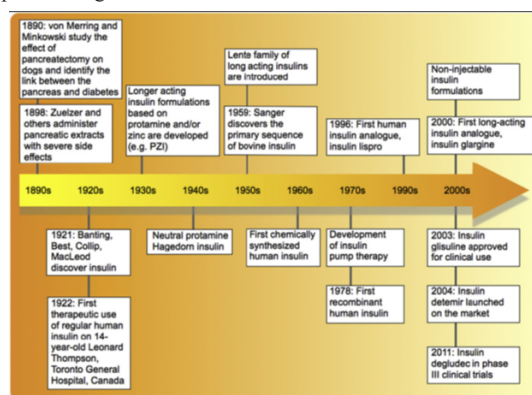 1890: von Merring and
Minkowski study the
effect of
pancreatectomy on
dogs and identify the
link between the
pancreas and diabetes
1898: Zuelzer and
others administer
pancreatic extracts
with severe side
effects
Longer acting
insulin formulations
based on
protamine and/or
zinc are developed
(e.g. PZI)
Lente family of
long acting insulins
are introduced
1959: Sanger
discovers the
primary sequence
of bovine insulin
1996: First human
insulin analogue,
insulin lispro
Non-injectable
insulin
formulations
2000: First long-acting
insulin analogue,
insulin glargine
1890s 1920s 1930s 1940s 1950s 1960s 1970s 1990s 2000s
1921: Banting,
Best, Collip,
MacLeod
discover insulin
1922: First
therapeutic use
of regular human
insulin on 14-
year-old Leonard
Thompson,
Toronto General
Hospital, Canada
Neutral protamine
Hagedorn insulin
First chemically
synthesized
human insulin
Development
of insulin
pump therapy
1978: First
recombinant
human insulin
2003: Insulin
glisuline approved
for clinical use
2004: Insulin
detemir launched
on the market
2011: Insulin
degludec in phase
III clinical trials